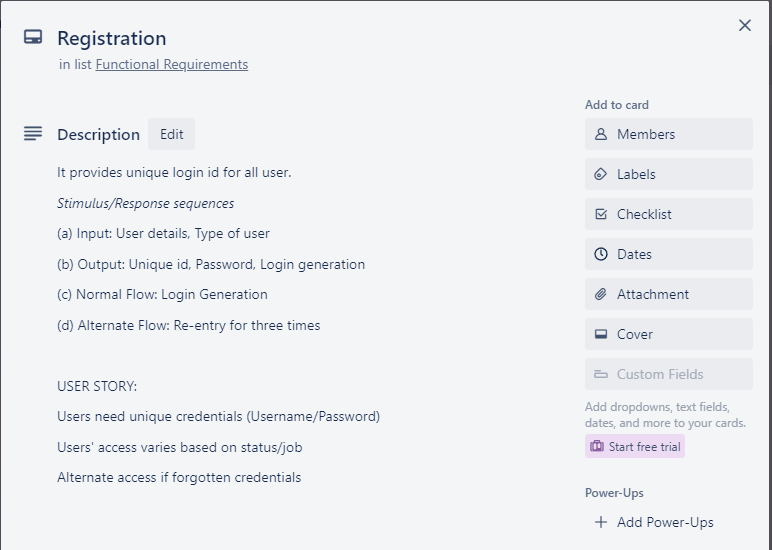 Registration
in list Functional Requirements
Description
Edit
It provides unique login id for all user.
Stimulus/Response sequences
(a) Input: User details, Type of user
(b) Output: Unique id, Password, Login generation
(c) Normal Flow: Login Generation
(d) Alternate Flow: Re-entry for three times
USER STORY:
Users need unique credentials (Username/Password)
Users' access varies based on status/job
Alternate access if forgotten credentials
Add to card
Members
Labels
Checklist
Dates
Attachment
Cover
Custom Fields
Add dropdowns, text fields,
dates, and more to your cards.
Start free trial
Power-Ups
Add Power-Ups